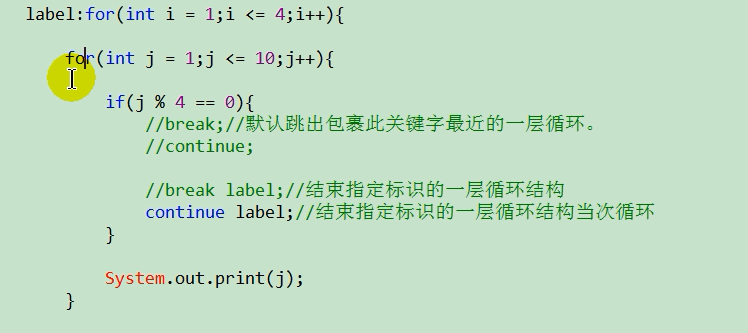 label:for(int i = 1;i <= 4;i++){
for(int j = 1;j <= 10;j++){
if(j % 4 == 0){
//break;//默认跳出包裹此关键字最近的一层循环。
//continue;
//break label;//结束指定标识的一层循环结构
continue label;//结束指定标识的一层循环结构当次循环
}
System.out.print(j);
}